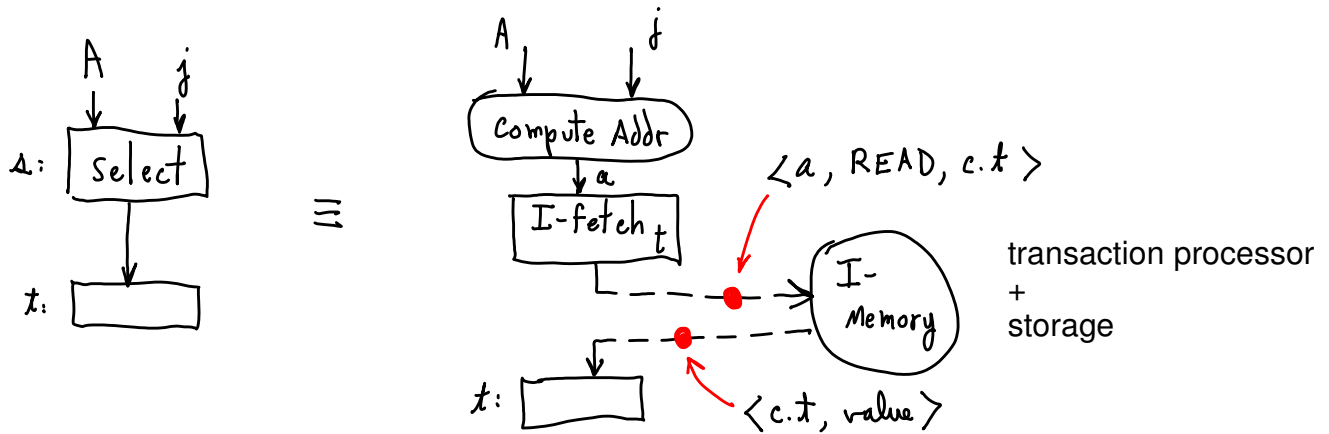 A j
s: Select
t:
≡
A j
Compute Addr
a
I-fetch t
<a, READ, c.t>
I-
Memory
transaction processor
+
storage
t:
<c.t, value>